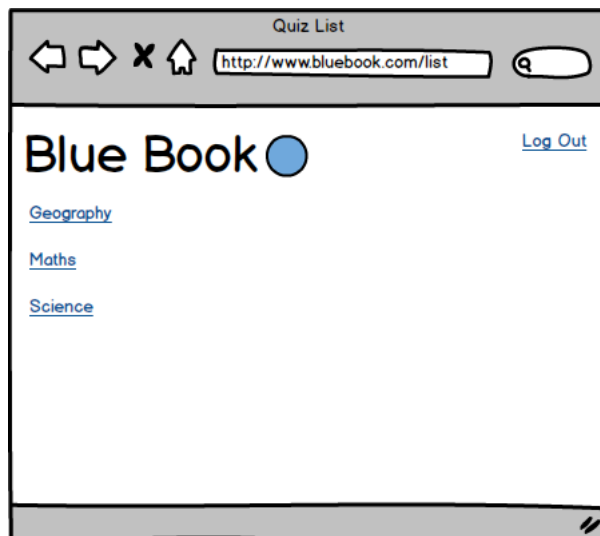 Quiz List
http://www.bluebook.com/list
Blue Book
Log Out
Geography
Maths
Science